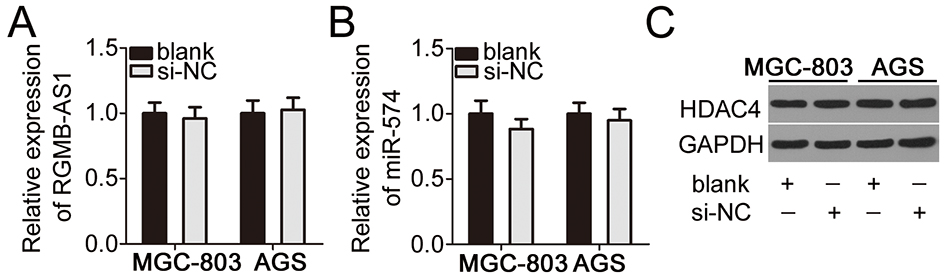 A
Relative expression
of RGMB-AS1
1.5
1.0
0.5
0.0
blank
si-NC
MGC-803 AGS
B
Relative expression
of miR-574
1.5
1.0
0.5
0.0
blank
si-NC
MGC-803 AGS
C
MGC-803 AGS
HDAC4
GAPDH
blank + − + −
si-NC − + − +